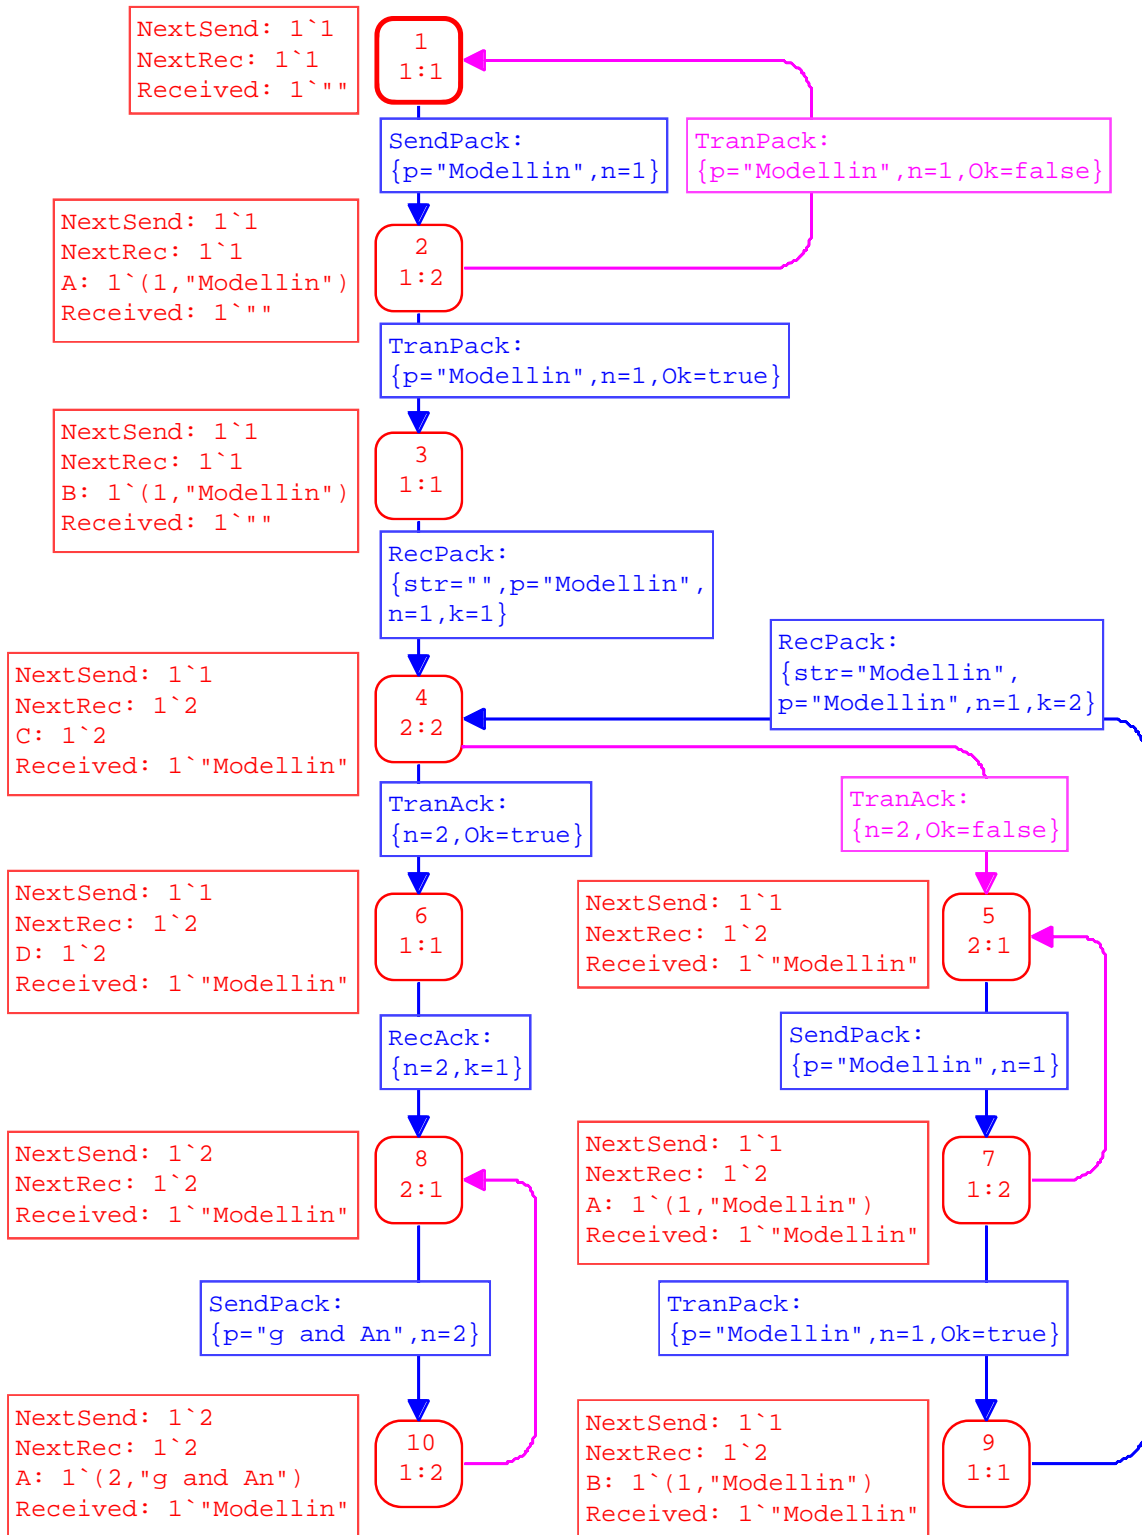 NextSend: 1`1
NextRec: 1`1
Received: 1`""
1
1:1
SendPack:
{p="Modellin",n=1}
TranPack:
{p="Modellin",n=1,Ok=false}
NextSend: 1`1
NextRec: 1`1
A: 1`(1,"Modellin")
Received: 1`""
2
1:2
TranPack:
{p="Modellin",n=1,Ok=true}
NextSend: 1`1
NextRec: 1`1
B: 1`(1,"Modellin")
Received: 1`""
3
1:1
RecPack:
{str="",p="Modellin",
n=1,k=1}
RecPack:
{str="Modellin",
p="Modellin",n=1,k=2}
NextSend: 1`1
NextRec: 1`2
C: 1`2
Received: 1`"Modellin"
4
2:2
TranAck:
{n=2,Ok=true}
TranAck:
{n=2,Ok=false}
NextSend: 1`1
NextRec: 1`2
D: 1`2
Received: 1`"Modellin"
6
1:1
NextSend: 1`1
NextRec: 1`2
Received: 1`"Modellin"
5
2:1
RecAck:
{n=2,k=1}
SendPack:
{p="Modellin",n=1}
NextSend: 1`2
NextRec: 1`2
Received: 1`"Modellin"
8
2:1
NextSend: 1`1
NextRec: 1`2
A: 1`(1,"Modellin")
Received: 1`"Modellin"
7
1:2
SendPack:
{p="g and An",n=2}
TranPack:
{p="Modellin",n=1,Ok=true}
NextSend: 1`2
NextRec: 1`2
A: 1`(2,"g and An")
Received: 1`"Modellin"
10
1:2
NextSend: 1`1
NextRec: 1`2
B: 1`(1,"Modellin")
Received: 1`"Modellin"
9
1:1